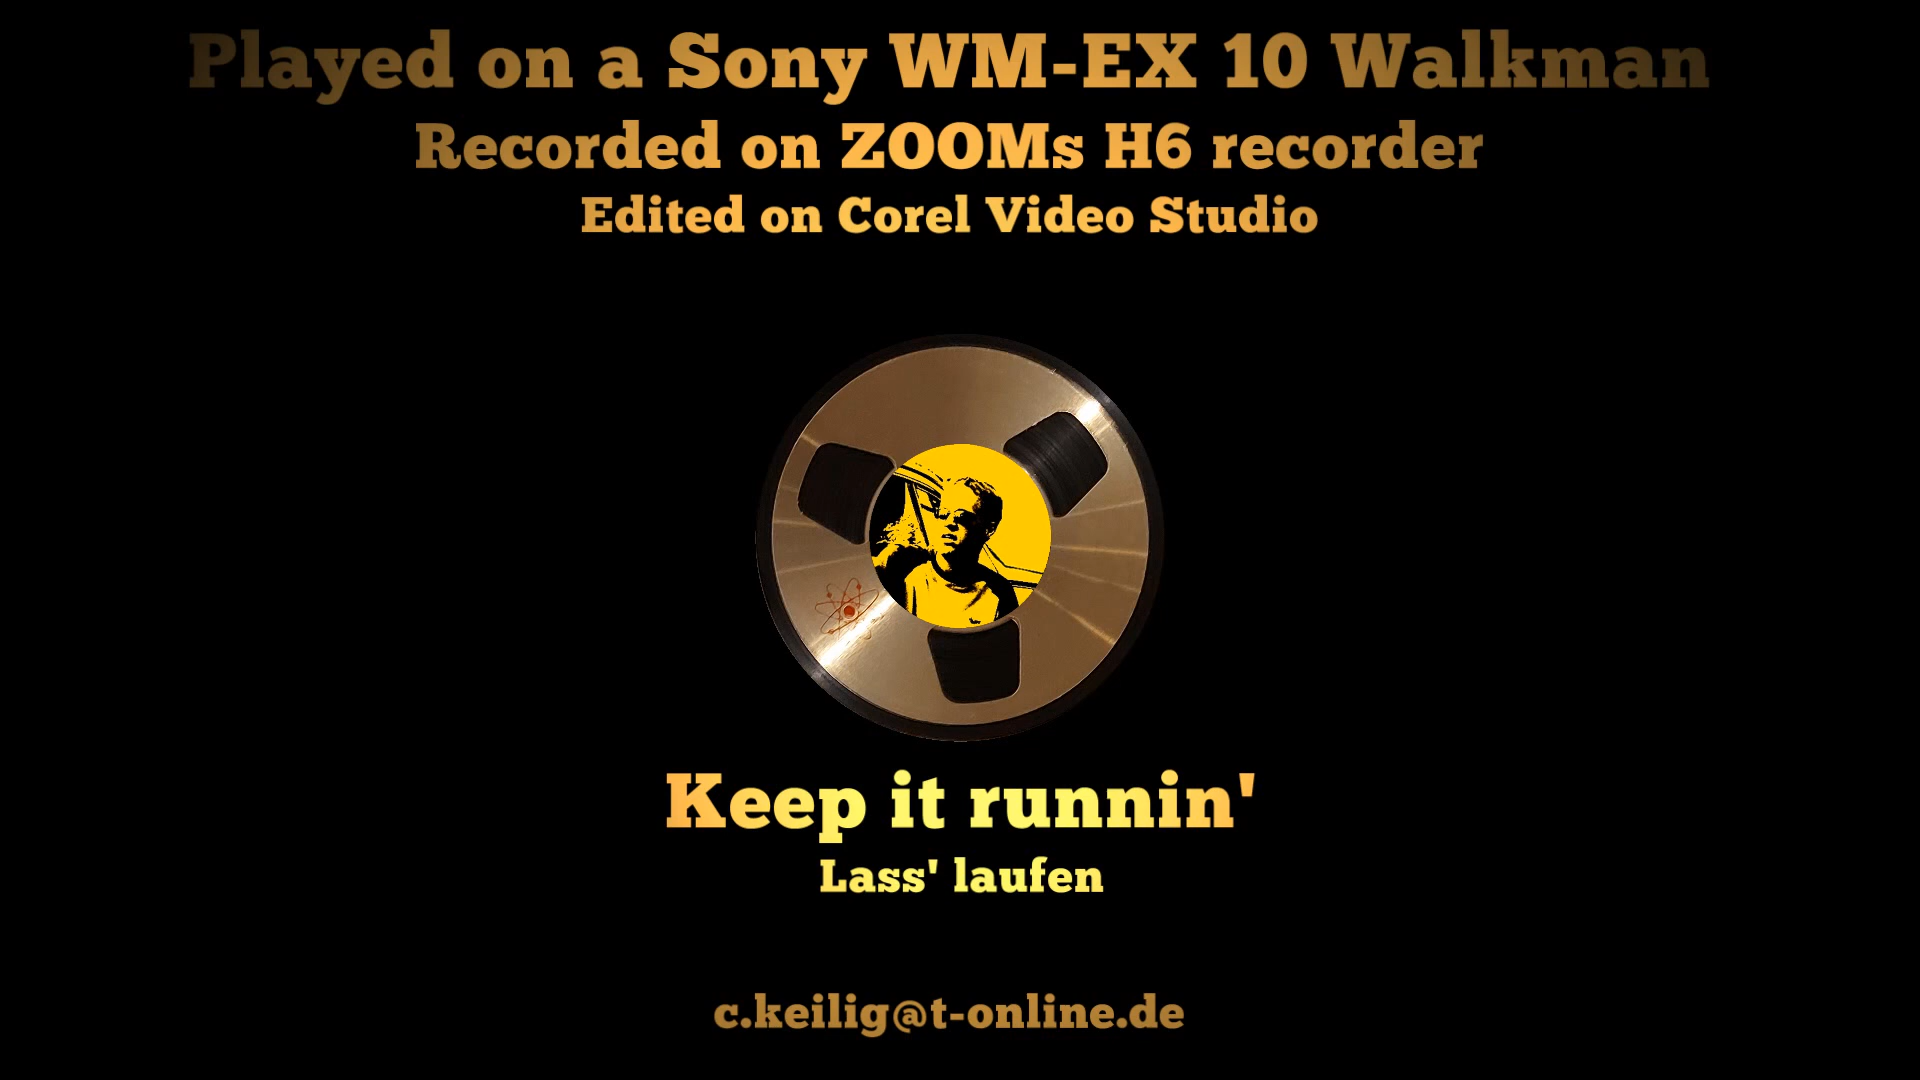 Played on a Sony WM-EX 10 Walkman
Recorded on ZOOMs H6 recorder
Edited on Corel Video Studio
Keep it runnin'
Lass' laufen
c.keilig@t-online.de